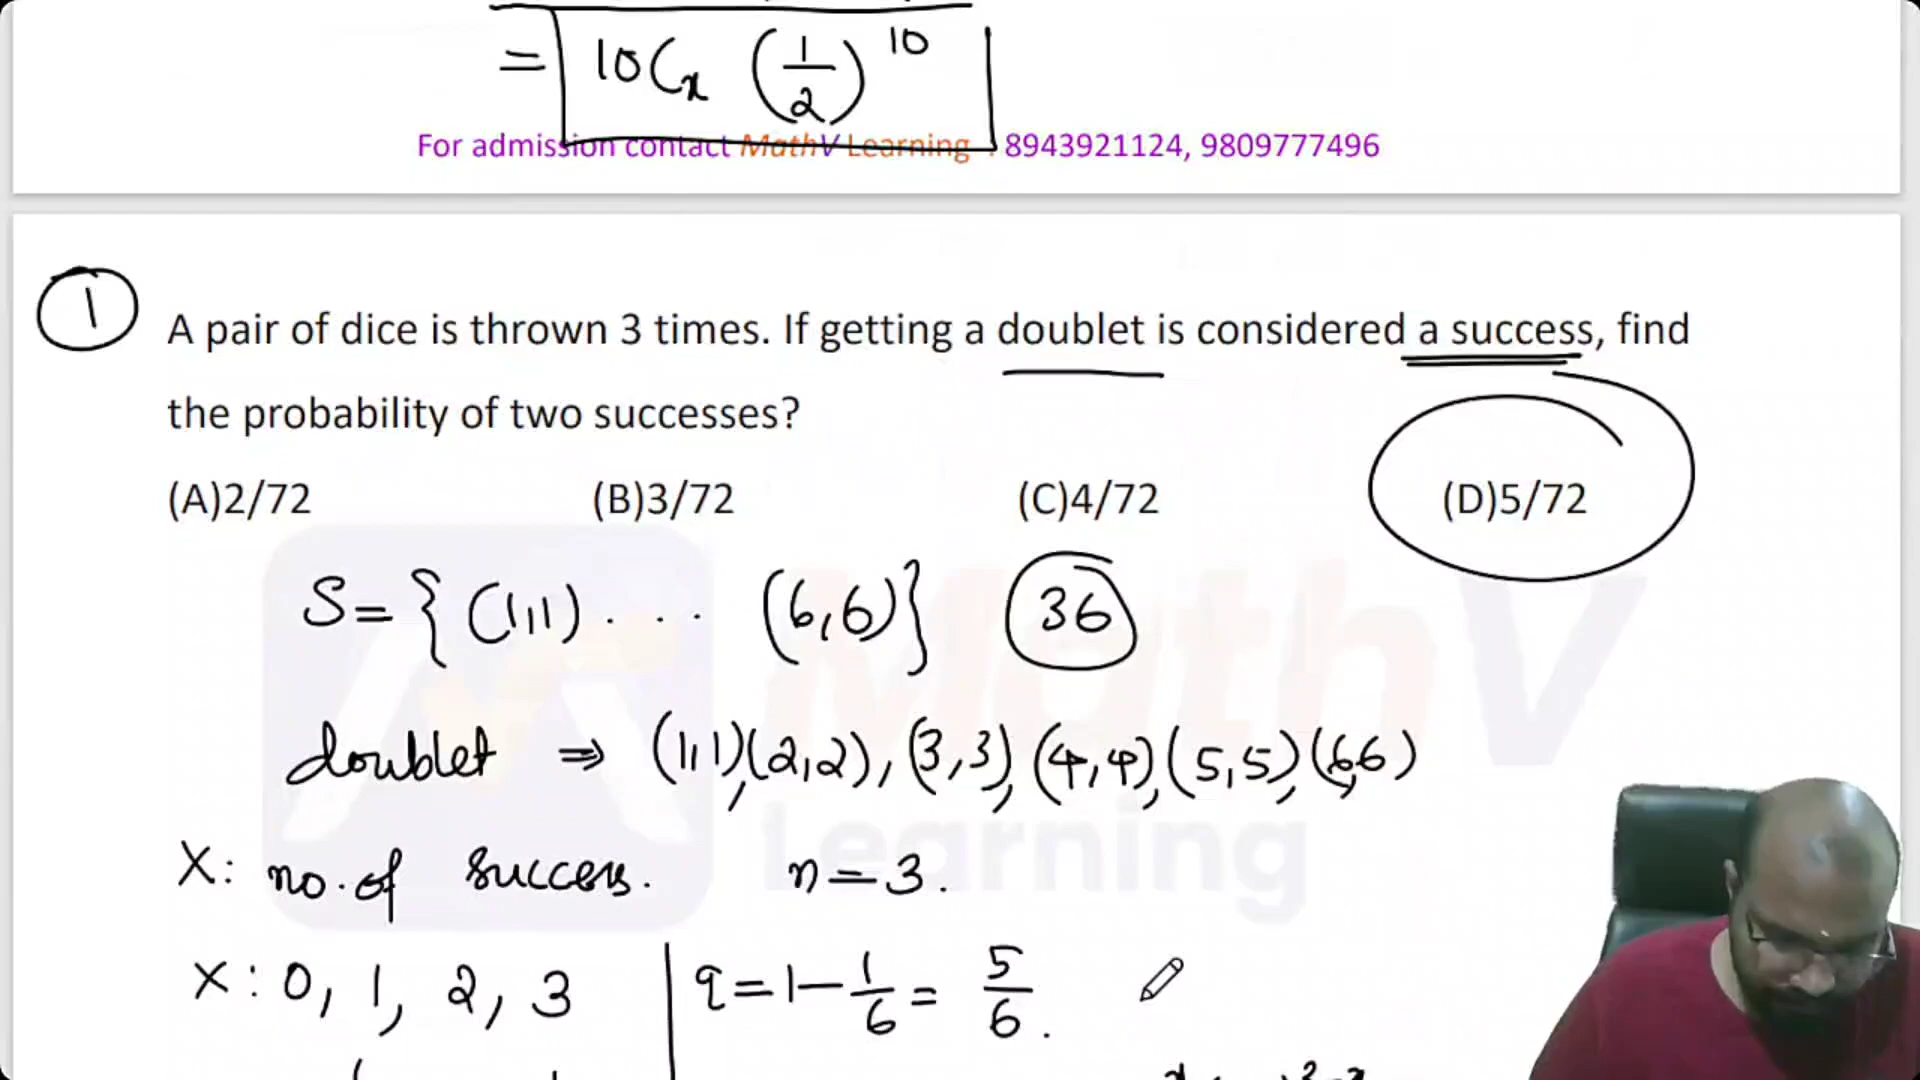 = 10Cx (1/2)^10
For admission contact MathV Learning : 8943921124, 9809777496
1
A pair of dice is thrown 3 times. If getting a doublet is considered a success, find
the probability of two successes?
(A)2/72 (B)3/72 (C)4/72 (D)5/72
S = { (1,1) . . . (6,6) } 36
doublet ⇒ (1,1), (2,2), (3,3), (4,4), (5,5), (6,6)
X: no. of success. n = 3.
X : 0, 1, 2, 3 q = 1 - 1/6 = 5/6.
MathV
Learning